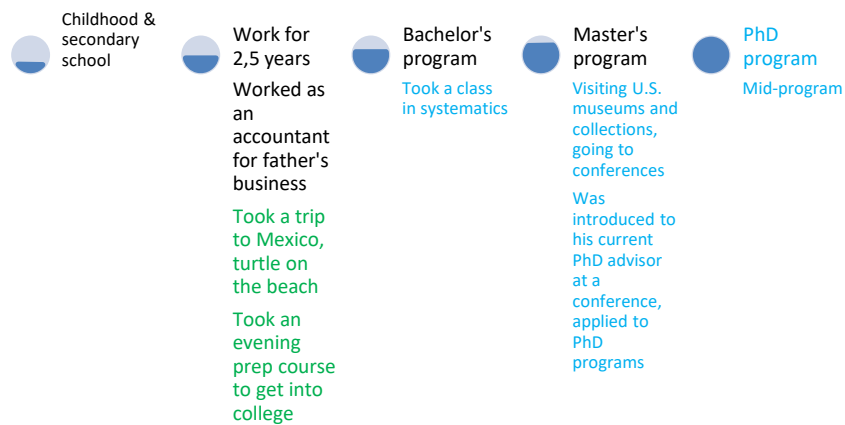 Childhood &
secondary
school
Work for
2,5 years
Worked as
an
accountant
for father's
business
Took a trip
to Mexico,
turtle on
the beach
Took an
evening
prep course
to get into
college
Bachelor's
program
Took a class
in systematics
Master's
program
Visiting U.S.
museums and
collections,
going to
conferences
Was
introduced to
his current
PhD advisor
at a
conference,
applied to
PhD
programs
PhD
program
Mid-program